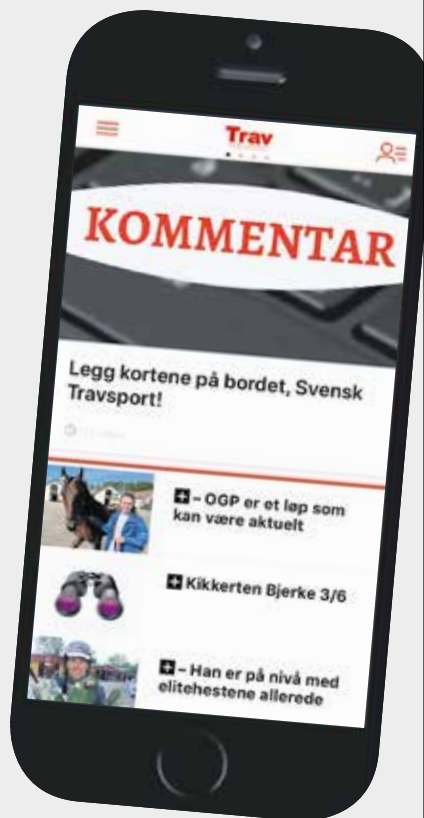 Trav
KOMMENTAR
Legg kortene på bordet, Svensk
Travsport!
+ – OGP er et løp som
kan være aktuelt
+ Kikkerten Bjerke 3/6
+ – Han er på nivå med
elitehestene allerede